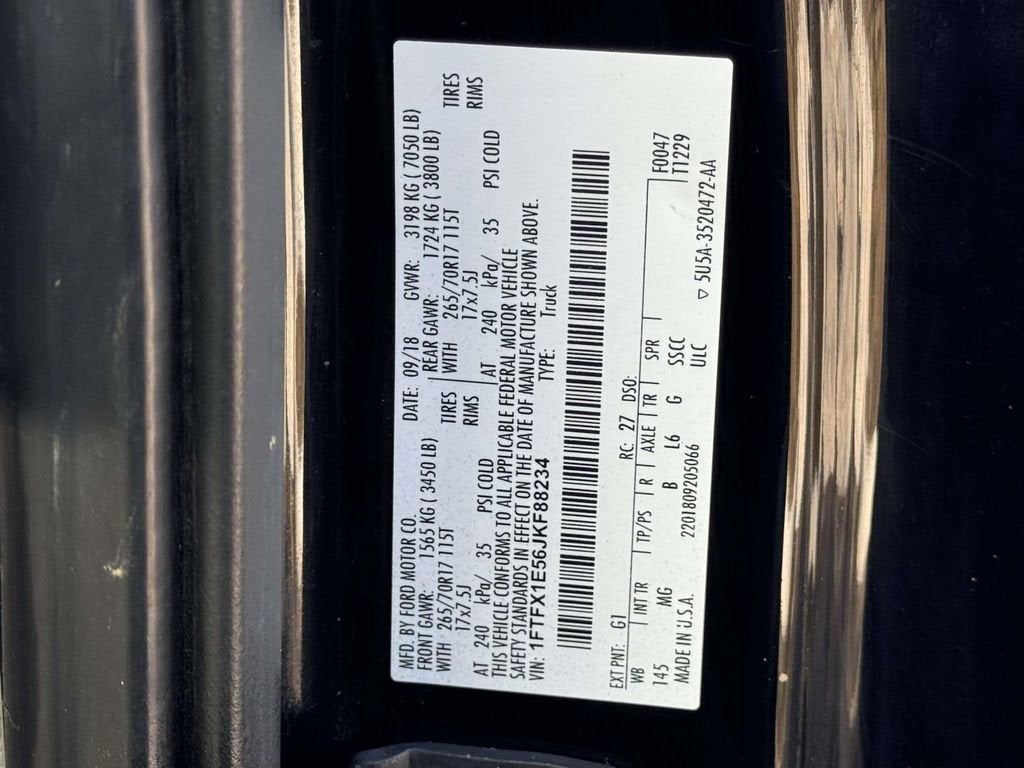 MFD. BY FORD MOTOR CO. DATE: 09/18 GVWR: 3198 KG ( 7050 LB)
FRONT GAWR: 1565 KG ( 3450 LB) REAR GAWR: 1724 KG ( 3800 LB)
WITH 265/70R17 115T TIRES WITH 265/70R17 115T TIRES
17x7.5J RIMS 17x7.5J RIMS
AT 240 kPa/ 35 PSI COLD AT 240 kPa/ 35 PSI COLD
THIS VEHICLE CONFORMS TO ALL APPLICABLE FEDERAL MOTOR VEHICLE
SAFETY STANDARDS IN EFFECT ON THE DATE OF MANUFACTURE SHOWN ABOVE.
VIN: 1FTFX1E56JKF88234 TYPE: Truck
EXT PNT: G1 RC: 27 DSO:
WB INT TR TP/PS R AXLE TR SPR F0047
145 MG B L6 G SSCC T1229
MADE IN U.S.A. 2201809205066 ULC ▽ 5U5A-3520472-AA